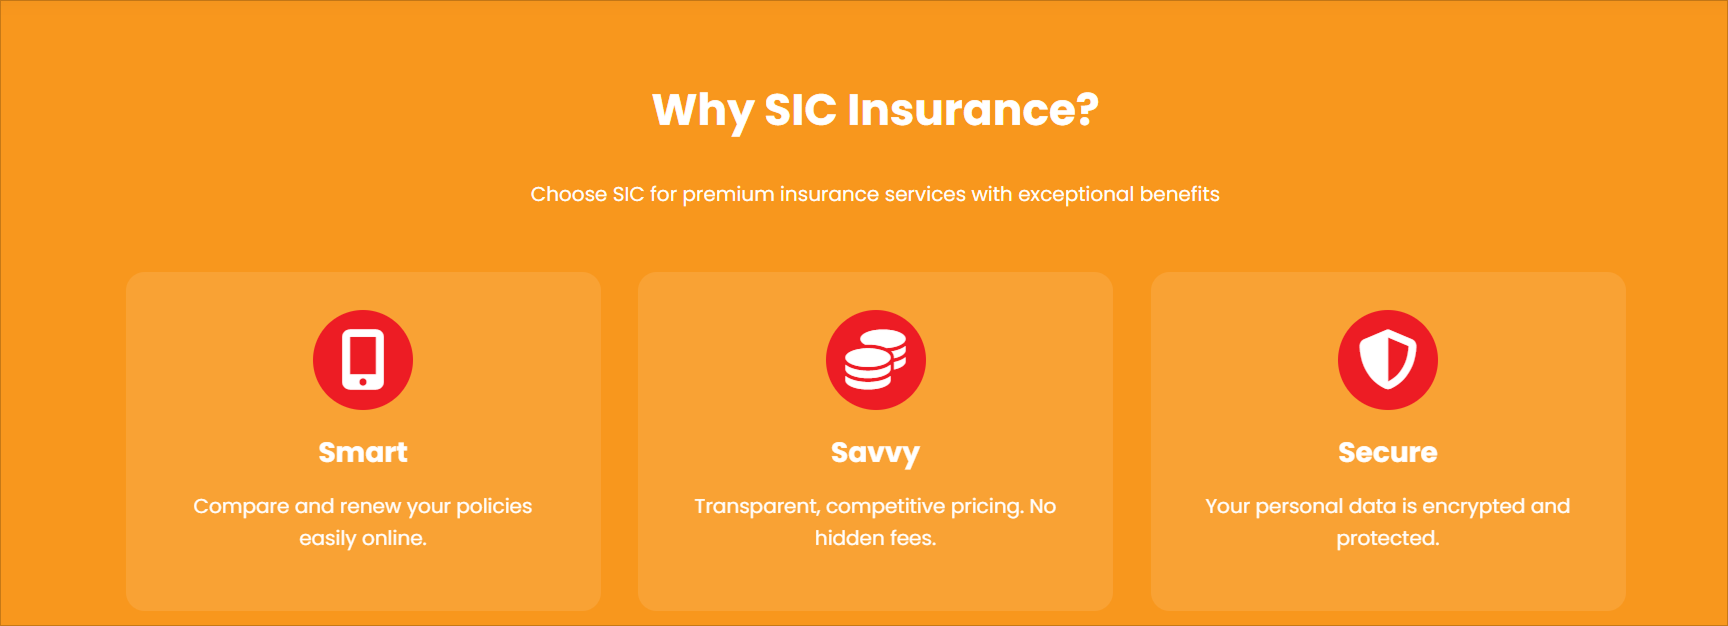 Why SIC Insurance?
Choose SIC for premium insurance services with exceptional benefits
Smart
Compare and renew your policies
easily online.
Savvy
Transparent, competitive pricing. No
hidden fees.
Secure
Your personal data is encrypted and
protected.